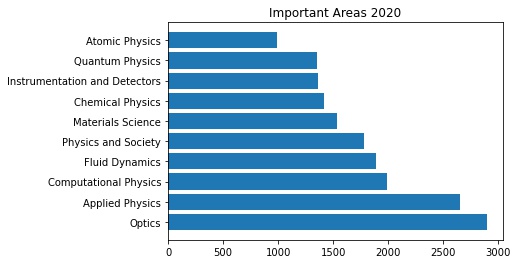 Important Areas 2020
Atomic Physics
Quantum Physics
Instrumentation and Detectors
Chemical Physics
Materials Science
Physics and Society
Fluid Dynamics
Computational Physics
Applied Physics
Optics
0 500 1000 1500 2000 2500 3000